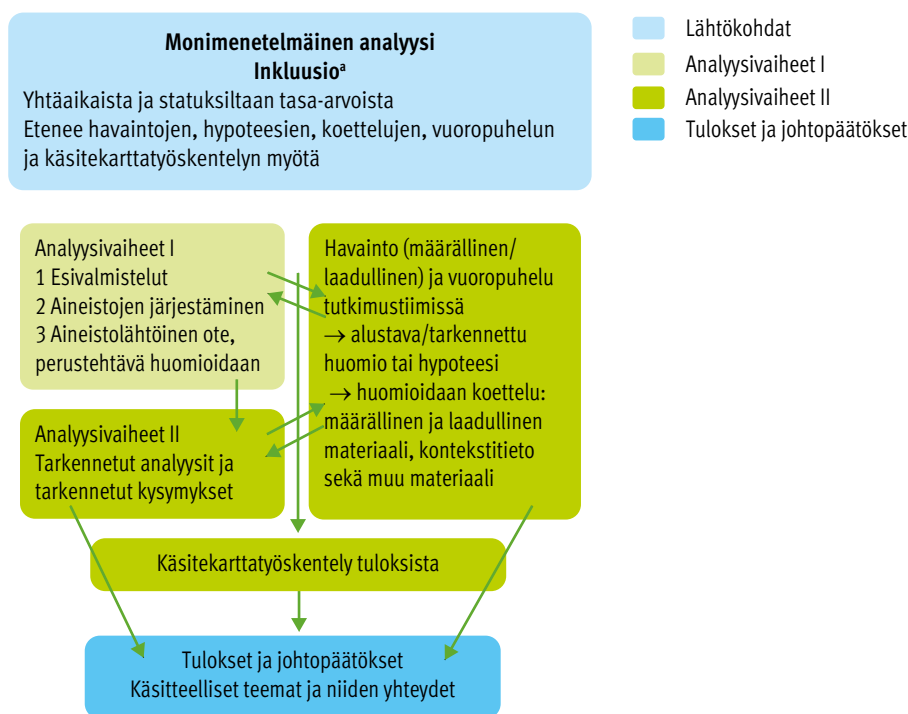 Monimenetelmäinen analyysi
Inkluusioᵃ
Yhtäaikaista ja statuksiltaan tasa-arvoista
Etenee havaintojen, hypoteesien, koettelujen, vuoropuhelun
ja käsitekarttatyöskentelyn myötä
Lähtökohdat
Analyysivaiheet I
Analyysivaiheet II
Tulokset ja johtopäätökset
Analyysivaiheet I
1 Esivalmistelut
2 Aineistojen järjestäminen
3 Aineistolähtöinen ote,
perustehtävä huomioidaan
Havainto (määrällinen/
laadullinen) ja vuoropuhelu
tutkimustiimissä
→ alustava/tarkennettu
huomio tai hypoteesi
→ huomioidaan koettelu:
määrällinen ja laadullinen
materiaali, kontekstitieto
sekä muu materiaali
Analyysivaiheet II
Tarkennetut analyysit ja
tarkennetut kysymykset
Käsitekarttatyöskentely tuloksista
Tulokset ja johtopäätökset
Käsitteelliset teemat ja niiden yhteydet